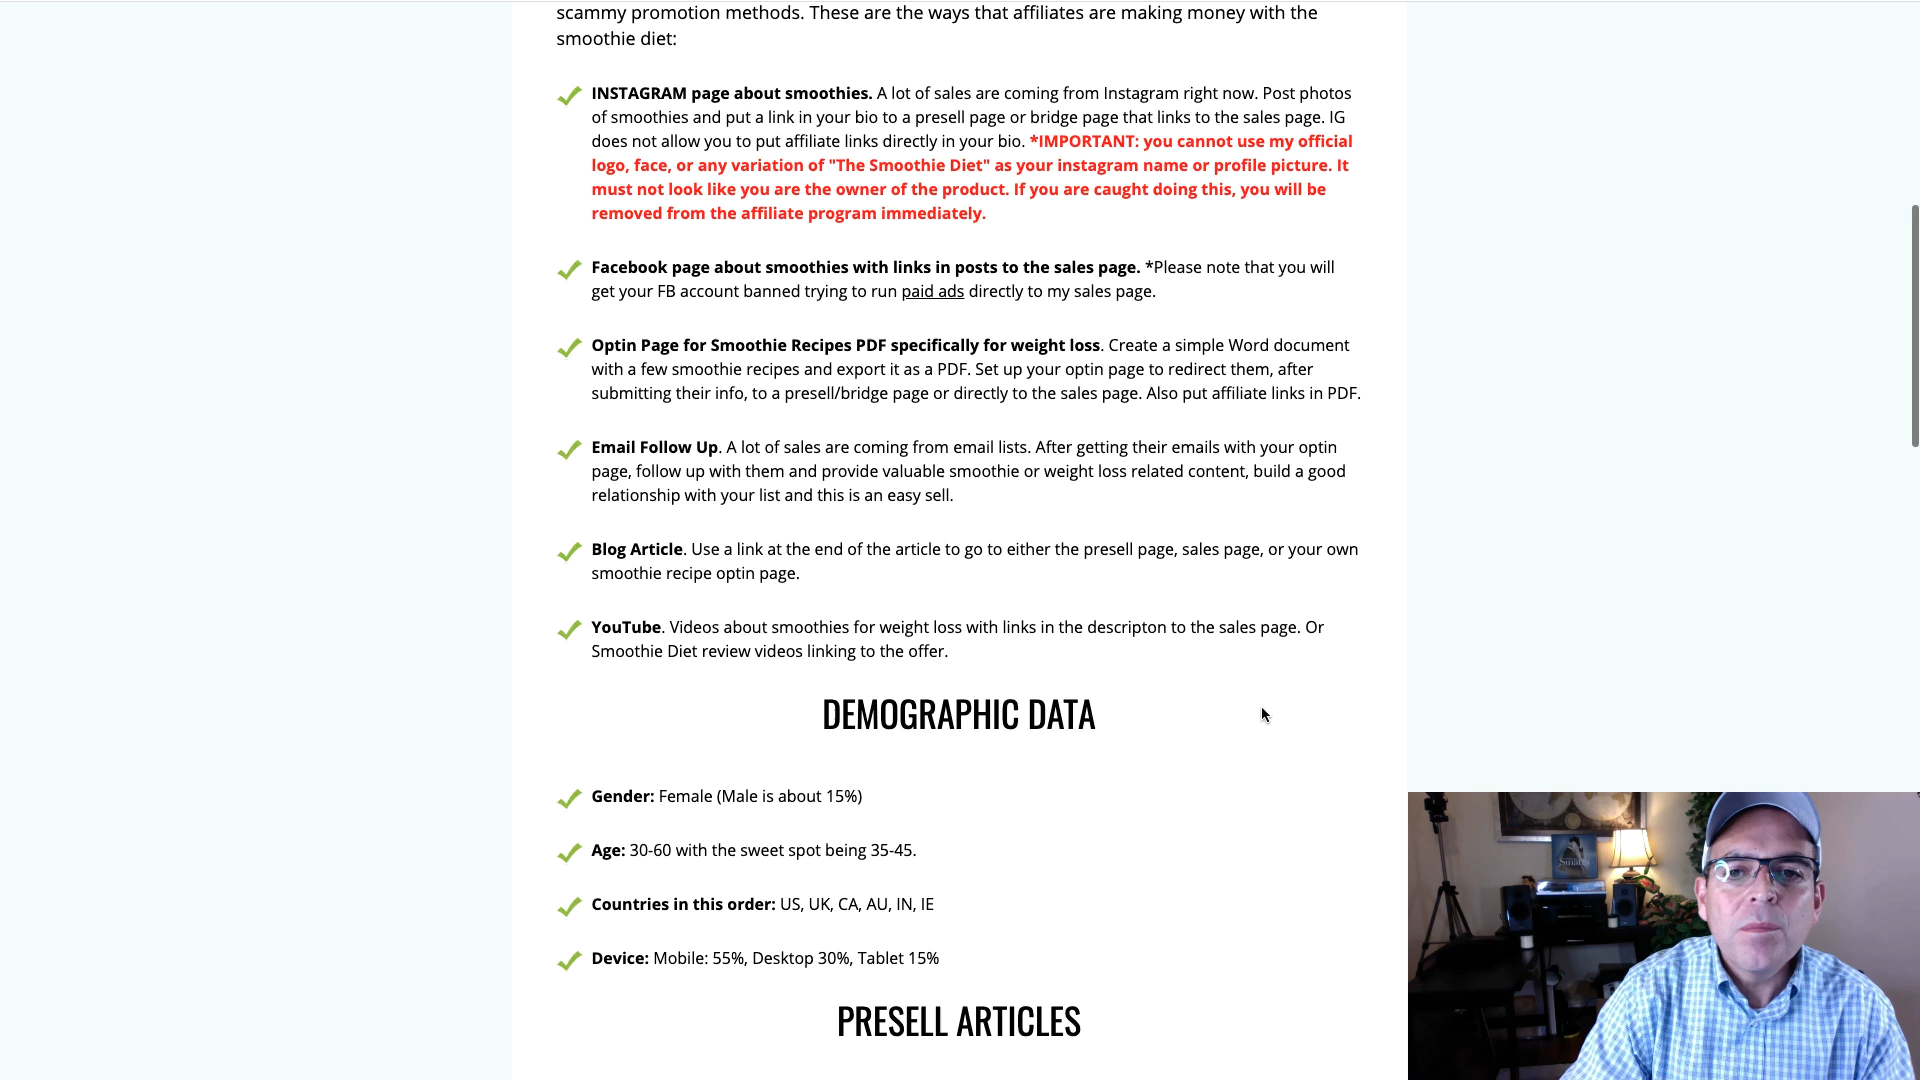 scammy promotion methods. These are the ways that affiliates are making money with the
smoothie diet:
INSTAGRAM page about smoothies. A lot of sales are coming from Instagram right now. Post photos
of smoothies and put a link in your bio to a presell page or bridge page that links to the sales page. IG
does not allow you to put affiliate links directly in your bio. *IMPORTANT: you cannot use my official
logo, face, or any variation of "The Smoothie Diet" as your instagram name or profile picture. It
must not look like you are the owner of the product. If you are caught doing this, you will be
removed from the affiliate program immediately.
Facebook page about smoothies with links in posts to the sales page. *Please note that you will
get your FB account banned trying to run paid ads directly to my sales page.
Optin Page for Smoothie Recipes PDF specifically for weight loss. Create a simple Word document
with a few smoothie recipes and export it as a PDF. Set up your optin page to redirect them, after
submitting their info, to a presell/bridge page or directly to the sales page. Also put affiliate links in PDF.
Email Follow Up. A lot of sales are coming from email lists. After getting their emails with your optin
page, follow up with them and provide valuable smoothie or weight loss related content, build a good
relationship with your list and this is an easy sell.
Blog Article. Use a link at the end of the article to go to either the presell page, sales page, or your own
smoothie recipe optin page.
YouTube. Videos about smoothies for weight loss with links in the descripton to the sales page. Or
Smoothie Diet review videos linking to the offer.
DEMOGRAPHIC DATA
Gender: Female (Male is about 15%)
Age: 30-60 with the sweet spot being 35-45.
Countries in this order: US, UK, CA, AU, IN, IE
Device: Mobile: 55%, Desktop 30%, Tablet 15%
PRESELL ARTICLES
Sinatra